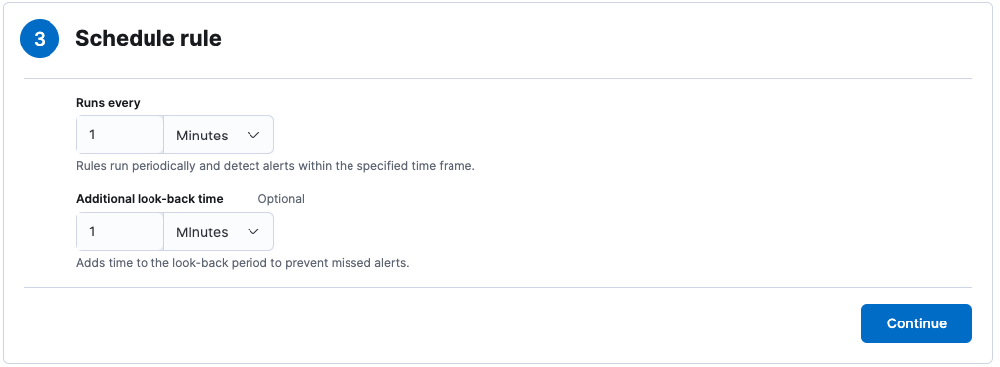 3 Schedule rule
Runs every
1 Minutes
Rules run periodically and detect alerts within the specified time frame.
Additional look-back time Optional
1 Minutes
Adds time to the look-back period to prevent missed alerts.
Continue